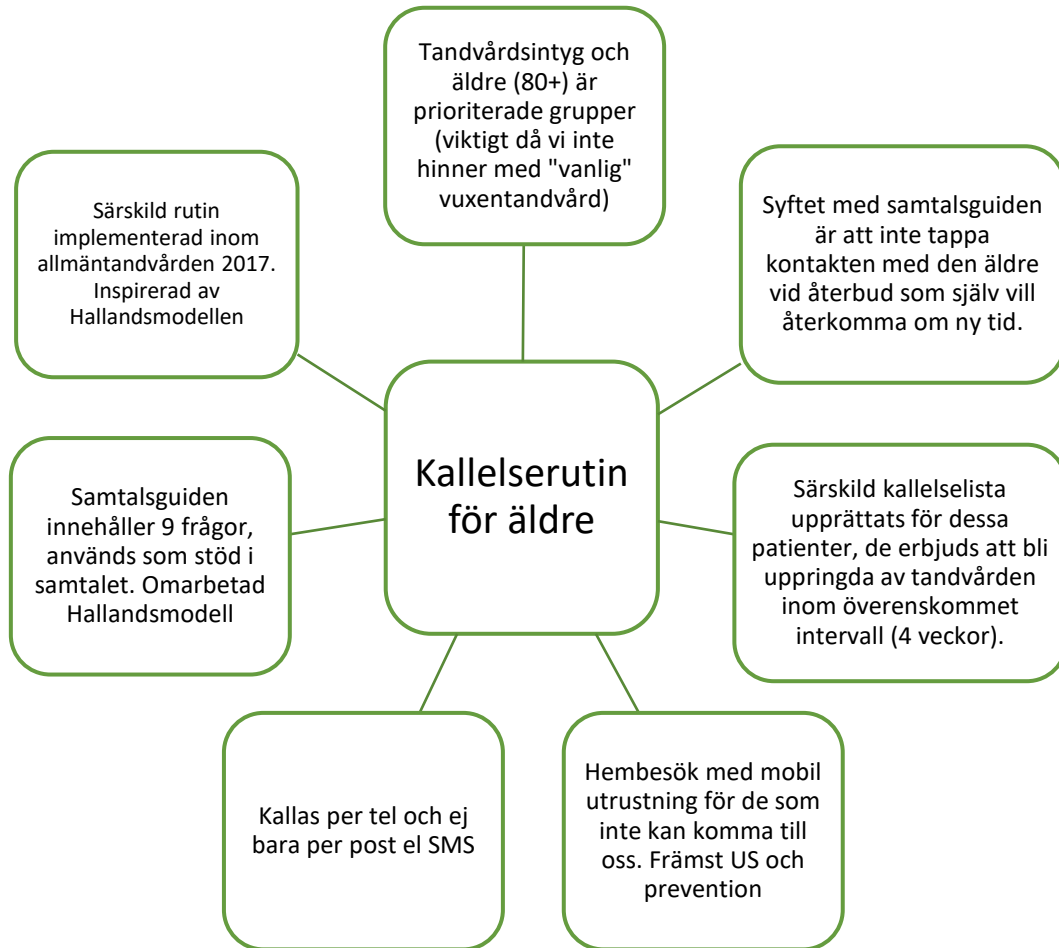 Tandvårdsintyg och
äldre (80+) är
prioriterade grupper
(viktigt då vi inte
hinner med "vanlig"
vuxentandvård)
Särskild rutin
implementerad inom
allmäntandvården 2017.
Inspirerad av
Hallandsmodellen
Syftet med samtalsguiden
är att inte tappa
kontakten med den äldre
vid återbud som själv vill
återkomma om ny tid.
Kallelserutin
för äldre
Samtalsguiden
innehåller 9 frågor,
används som stöd i
samtalet. Omarbetad
Hallandsmodell
Särskild kallelselista
upprättats för dessa
patienter, de erbjuds att bli
uppringda av tandvården
inom överenskommet
intervall (4 veckor).
Kallas per tel och ej
bara per post el SMS
Hembesök med mobil
utrustning för de som
inte kan komma till
oss. Främst US och
prevention